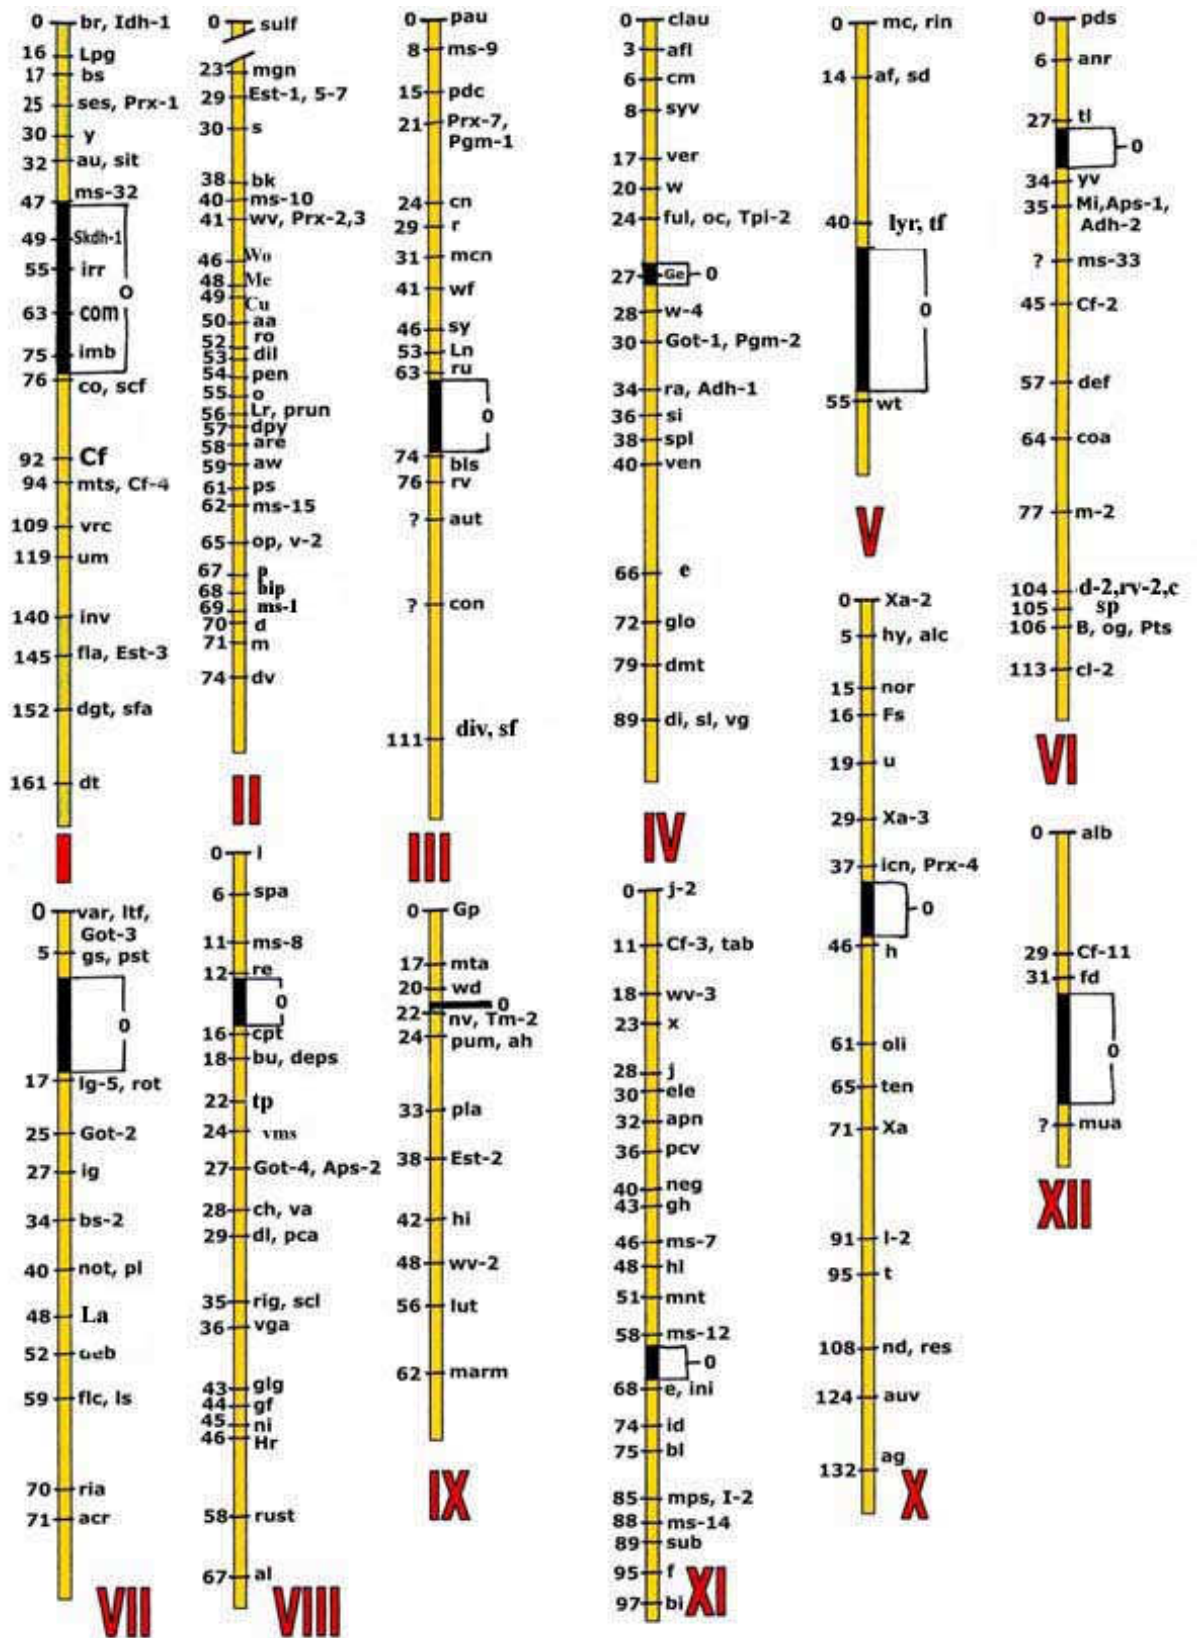 0 br, Idh-1
16 Lpg
17 bs
25 ses, Prx-1
30 y
32 au, sit
47 ms-32
49 Skdh-1
55 irr
0
63 com
75 imb
76 co, scf
92 Cf
94 mts, Cf-4
109 vrc
119 um
140 inv
145 fla, Est-3
152 dgt, sfa
161 dt
I
0 sulf
23 mgn
29 Est-1, 5-7
30 s
38 bk
40 ms-10
41 wv, Prx-2,3
46 Wo
48 Me
49 Cu
50 aa
52 ro
53 dil
54 pen
55 o
56 Lr, prun
57 dpy
58 are
59 aw
61 ps
62 ms-15
65 op, v-2
67 p
68 bip
69 ms-1
70 d
71 m
74 dv
II
0 pau
8 ms-9
15 pdc
21 Prx-7,
Pgm-1
24 cn
29 r
31 mcn
41 wf
46 sy
53 Ln
63 ru
0
74 bls
76 rv
? aut
? con
111 div, sf
III
0 clau
3 afl
6 cm
8 syv
17 ver
20 w
24 ful, oc, Tpi-2
27 Ge 0
28 w-4
30 Got-1, Pgm-2
34 ra, Adh-1
36 si
38 spl
40 ven
66 e
72 glo
79 dmt
89 di, sl, vg
IV
0 mc, rin
14 af, sd
40 lyr, tf
0
55 wt
V
0 pds
6 anr
27 tl
0
34 yv
35 Mi,Aps-1,
Adh-2
? ms-33
45 Cf-2
57 def
64 coa
77 m-2
104 d-2,rv-2,c
105 sp
106 B, og, Pts
113 cl-2
VI
0 var, ltf,
Got-3
5 gs, pst
0
17 lg-5, rot
25 Got-2
27 ig
34 bs-2
40 not, pl
48 La
52
59 flc, ls
70 ria
71 acr
VII
0 l
6 spa
11 ms-8
12 re
0
16 cpt
18 bu, deps
22 tp
24 vms
27 Got-4, Aps-2
28 ch, va
29 dl, pca
35 rig, scl
36 vga
43 glg
44 gf
45 ni
46 Hr
58 rust
67 al
VIII
0 Gp
17 mta
20 wd
0
22 nv, Tm-2
24 pum, ah
33 pla
38 Est-2
42 hi
48 wv-2
56 lut
62 marm
IX
0 j-2
11 Cf-3, tab
18 wv-3
23 x
28 j
30 ele
32 apn
36 pcv
40 neg
43 gh
46 ms-7
48 hl
51 mnt
58 ms-12
0
68 e, ini
74 id
75 bl
85 mps, I-2
88 ms-14
89 sub
95 f
97 bi
XI
0 Xa-2
5 hy, alc
15 nor
16 Fs
19 u
29 Xa-3
37 icn, Prx-4
0
46 h
61 oli
65 ten
71 Xa
91 l-2
95 t
108 nd, res
124 auv
132 ag
X
0 alb
29 Cf-11
31 fd
0
? mua
XII